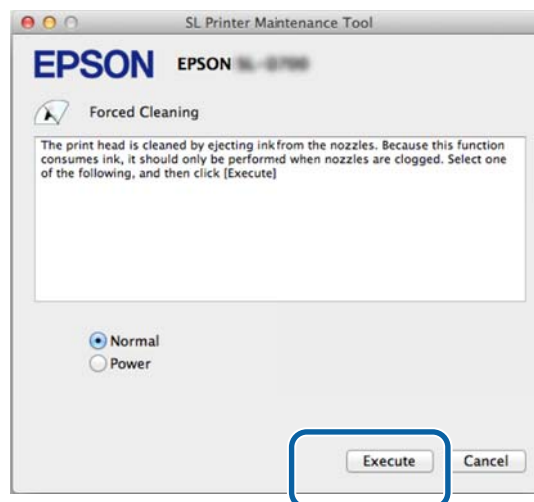 SL Printer Maintenance Tool
EPSON EPSON
Forced Cleaning
The print head is cleaned by ejecting ink from the nozzles. Because this function
consumes ink, it should only be performed when nozzles are clogged. Select one
of the following, and then click [Execute]
Normal
Power
Execute Cancel